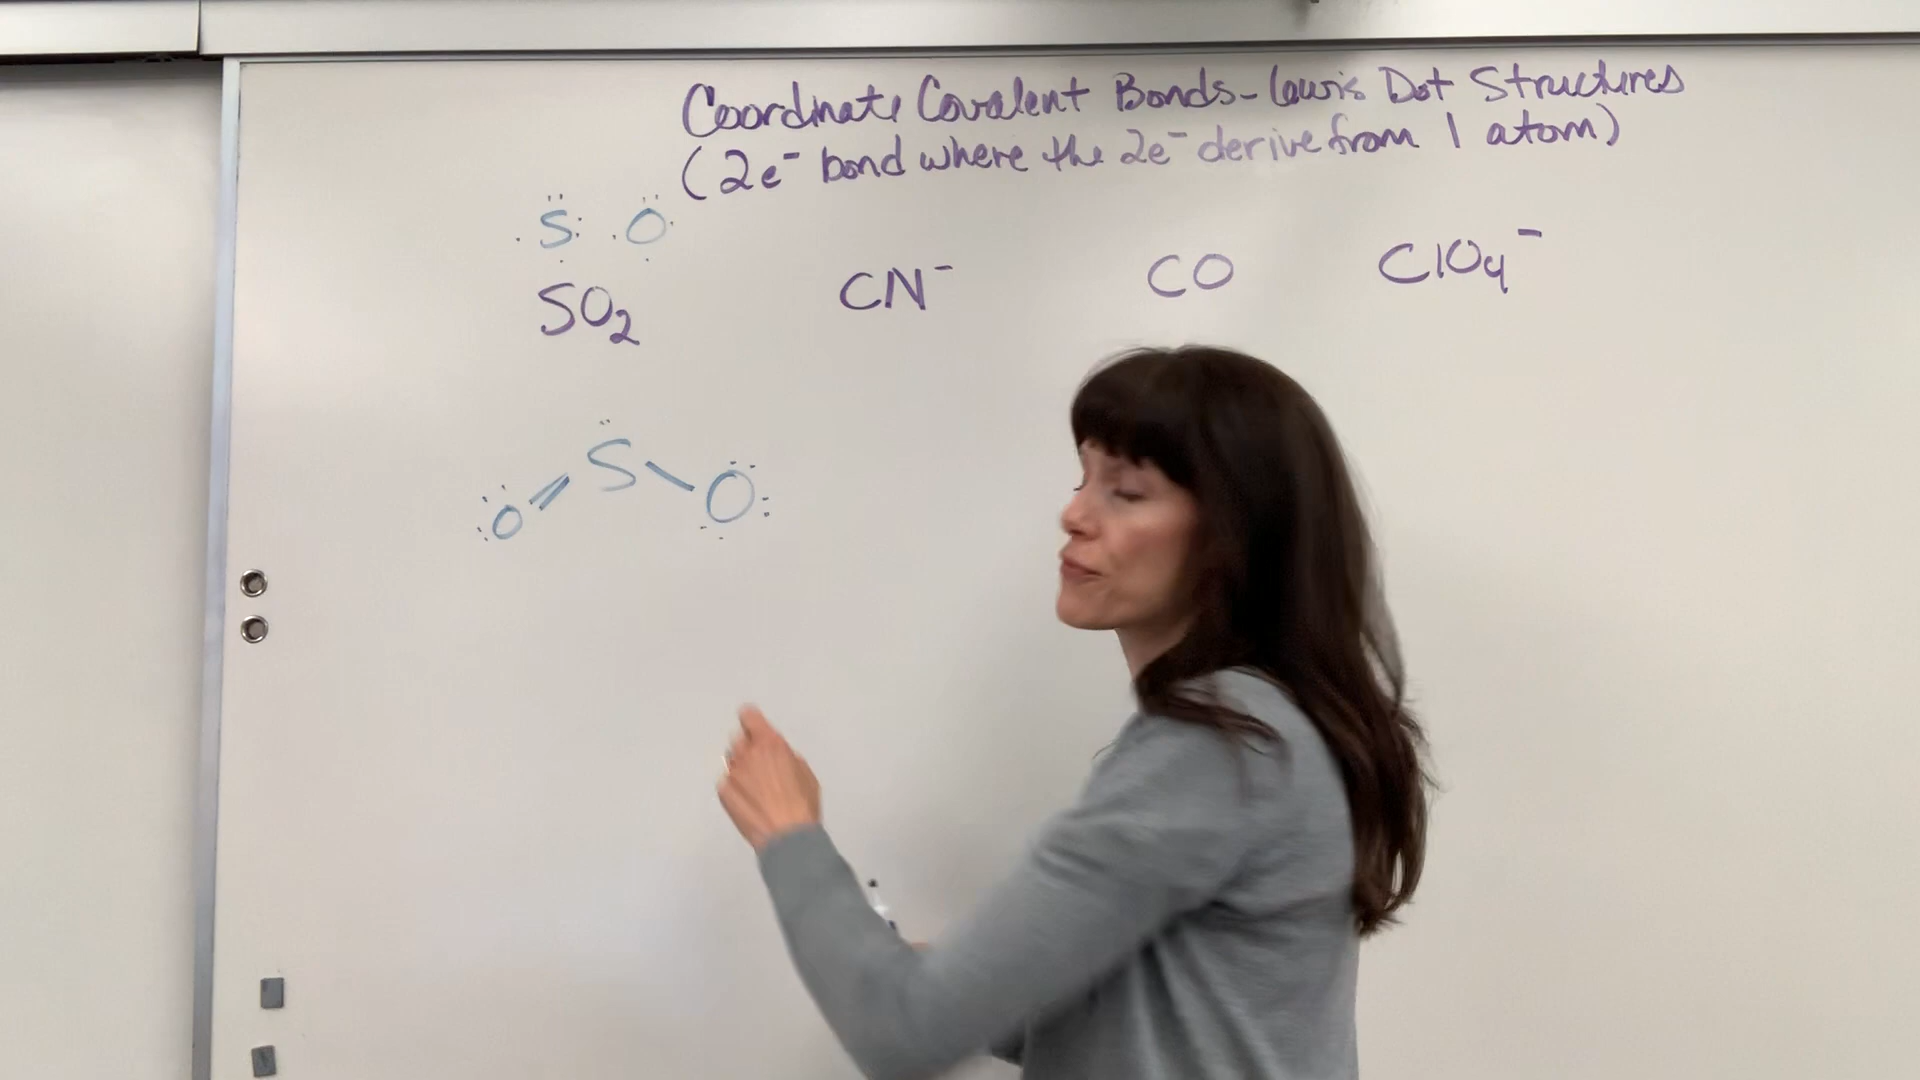 Coordinate Covalent Bonds - Lewis Dot Structures
(2e⁻ bond where the 2e⁻ derive from 1 atom)
S O
SO₂ CN⁻ CO ClO₄⁻
O=S-O